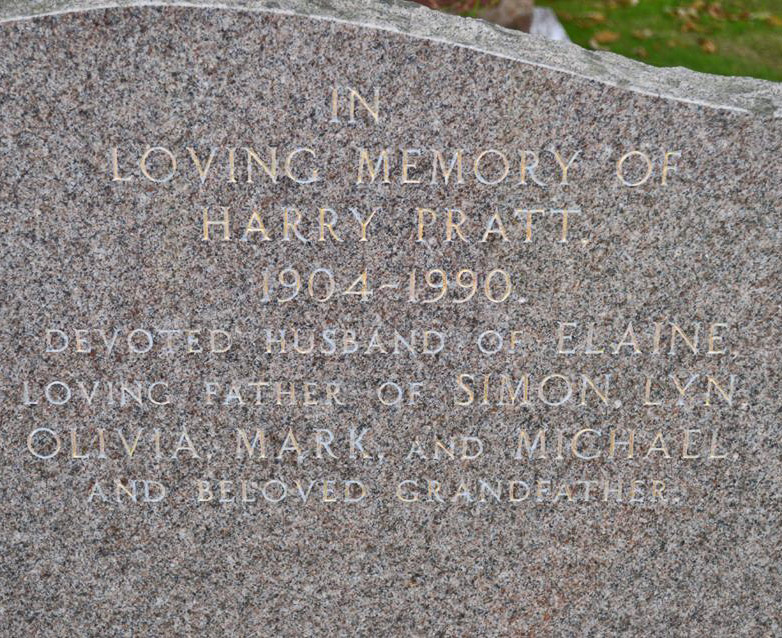 IN
LOVING MEMORY OF
HARRY PRATT,
1904-1990.
DEVOTED HUSBAND OF ELAINE,
LOVING FATHER OF SIMON, LYN,
OLIVIA, MARK, AND MICHAEL.
AND BELOVED GRANDFATHER.